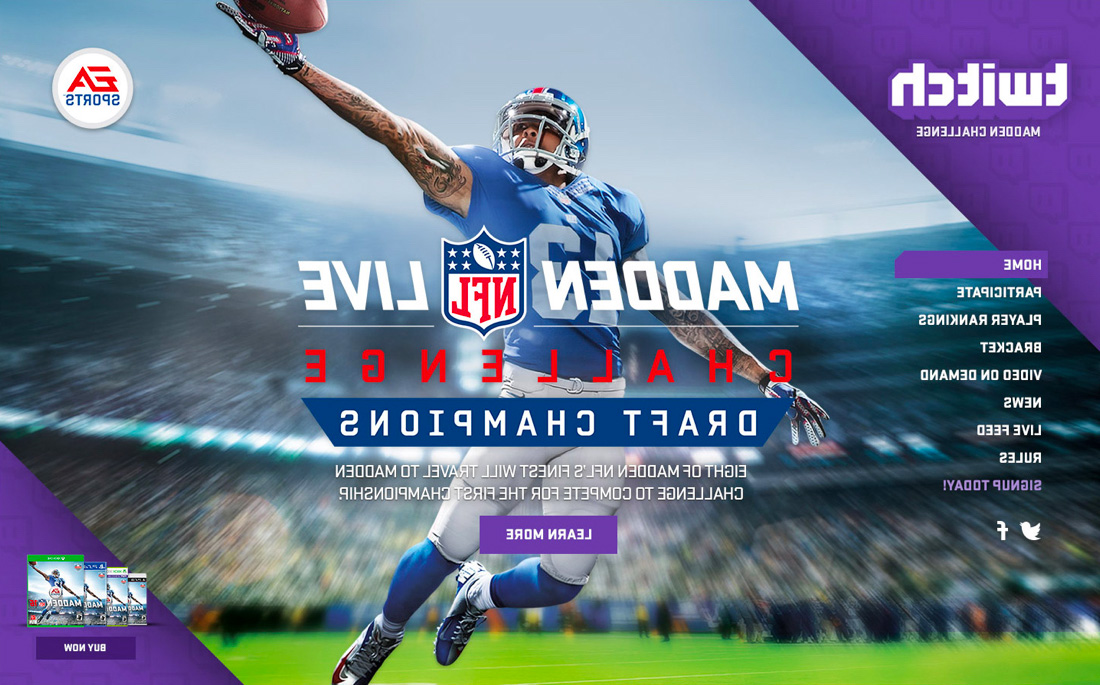 EA
SPORTS
twitch
MADDEN CHALLENGE
HOME
PARTICIPATE
PLAYER RANKINGS
BRACKET
VIDEO ON DEMAND
NEWS
LIVE FEED
RULES
SIGNUP TODAY!
MADDEN NFL LIVE
CHALLENGE
DRAFT CHAMPIONS
EIGHT OF MADDEN NFL'S FINEST WILL TRAVEL TO MADDEN
CHALLENGE TO COMPETE FOR THE FIRST CHAMPIONSHIP.
LEARN MORE
MADDEN
BUY NOW